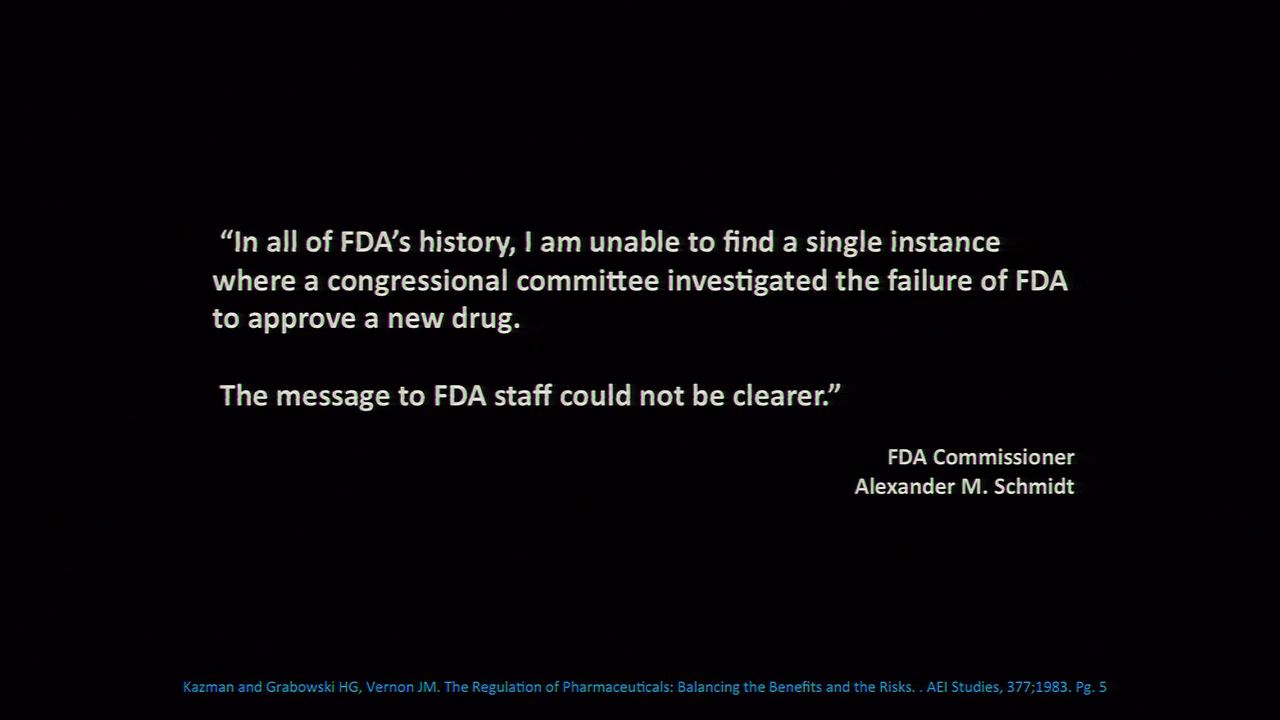 “In all of FDA’s history, I am unable to find a single instance
where a congressional committee investigated the failure of FDA
to approve a new drug.
The message to FDA staff could not be clearer.”
FDA Commissioner
Alexander M. Schmidt
Kazman and Grabowski HG, Vernon JM. The Regulation of Pharmaceuticals: Balancing the Benefits and the Risks. . AEI Studies, 377;1983. Pg. 5